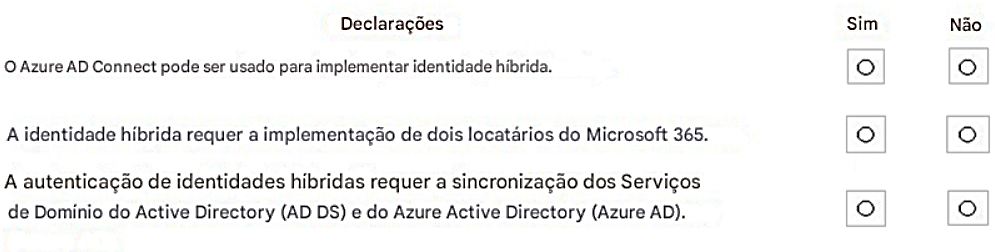 Declarações Sim Não
O Azure AD Connect pode ser usado para implementar identidade híbrida.
A identidade híbrida requer a implementação de dois locatários do Microsoft 365.
A autenticação de identidades híbridas requer a sincronização dos Serviços
de Domínio do Active Directory (AD DS) e do Azure Active Directory (Azure AD).